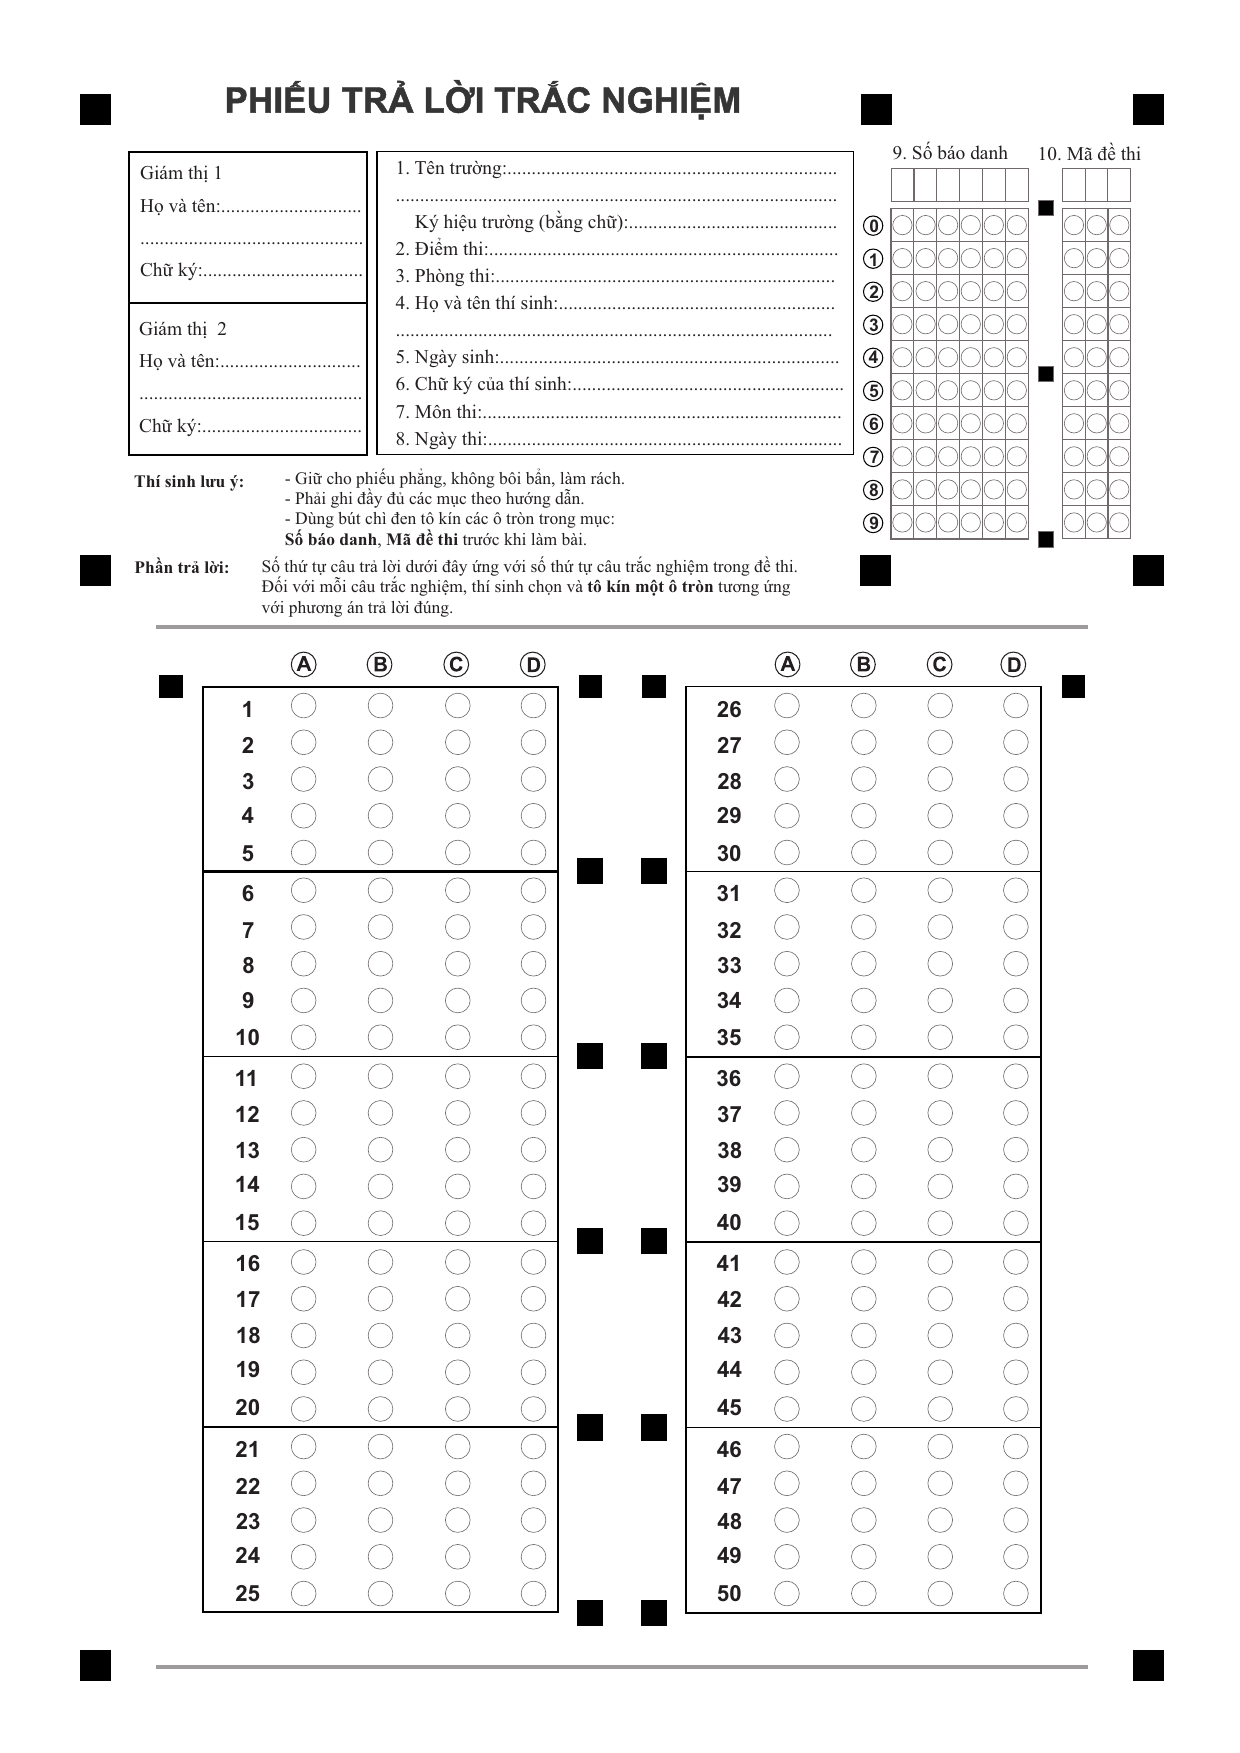 PHIẾU TRẢ LỜI TRẮC NGHIỆM
Giám thị 1
Họ và tên:.............................
..............................................
Chữ ký:.................................
Giám thị 2
Họ và tên:.............................
..............................................
Chữ ký:.................................
1. Tên trường:....................................................................
...........................................................................................
Ký hiệu trường (bằng chữ):...........................................
2. Điểm thi:........................................................................
3. Phòng thi:......................................................................
4. Họ và tên thí sinh:.........................................................
..........................................................................................
5. Ngày sinh:......................................................................
6. Chữ ký của thí sinh:........................................................
7. Môn thi:..........................................................................
8. Ngày thi:.........................................................................
9. Số báo danh
10. Mã đề thi
0
1
2
3
4
5
6
7
8
9
Thí sinh lưu ý:
- Giữ cho phiếu phẳng, không bôi bẩn, làm rách.
- Phải ghi đầy đủ các mục theo hướng dẫn.
- Dùng bút chì đen tô kín các ô tròn trong mục:
Số báo danh, Mã đề thi trước khi làm bài.
Phần trả lời: Số thứ tự câu trả lời dưới đây ứng với số thứ tự câu trắc nghiệm trong đề thi.
Đối với mỗi câu trắc nghiệm, thí sinh chọn và tô kín một ô tròn tương ứng
với phương án trả lời đúng.
A B C D
1
2
3
4
5
6
7
8
9
10
11
12
13
14
15
16
17
18
19
20
21
22
23
24
25
A B C D
26
27
28
29
30
31
32
33
34
35
36
37
38
39
40
41
42
43
44
45
46
47
48
49
50